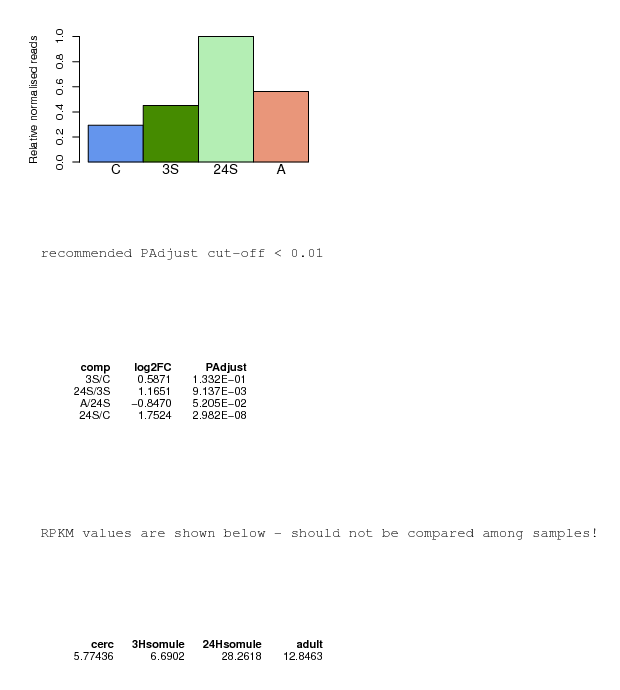 Relative normalised reads
1.0
0.8
0.6
0.4
0.2
0.0
C 3S 24S A
recommended PAdjust cut-off < 0.01
comp log2FC PAdjust
3S/C 0.5871 1.332E-01
24S/3S 1.1651 9.137E-03
A/24S -0.8470 5.205E-02
24S/C 1.7524 2.982E-08
RPKM values are shown below - should not be compared among samples!
cerc 3Hsomule 24Hsomule adult
5.77436 6.6902 28.2618 12.8463